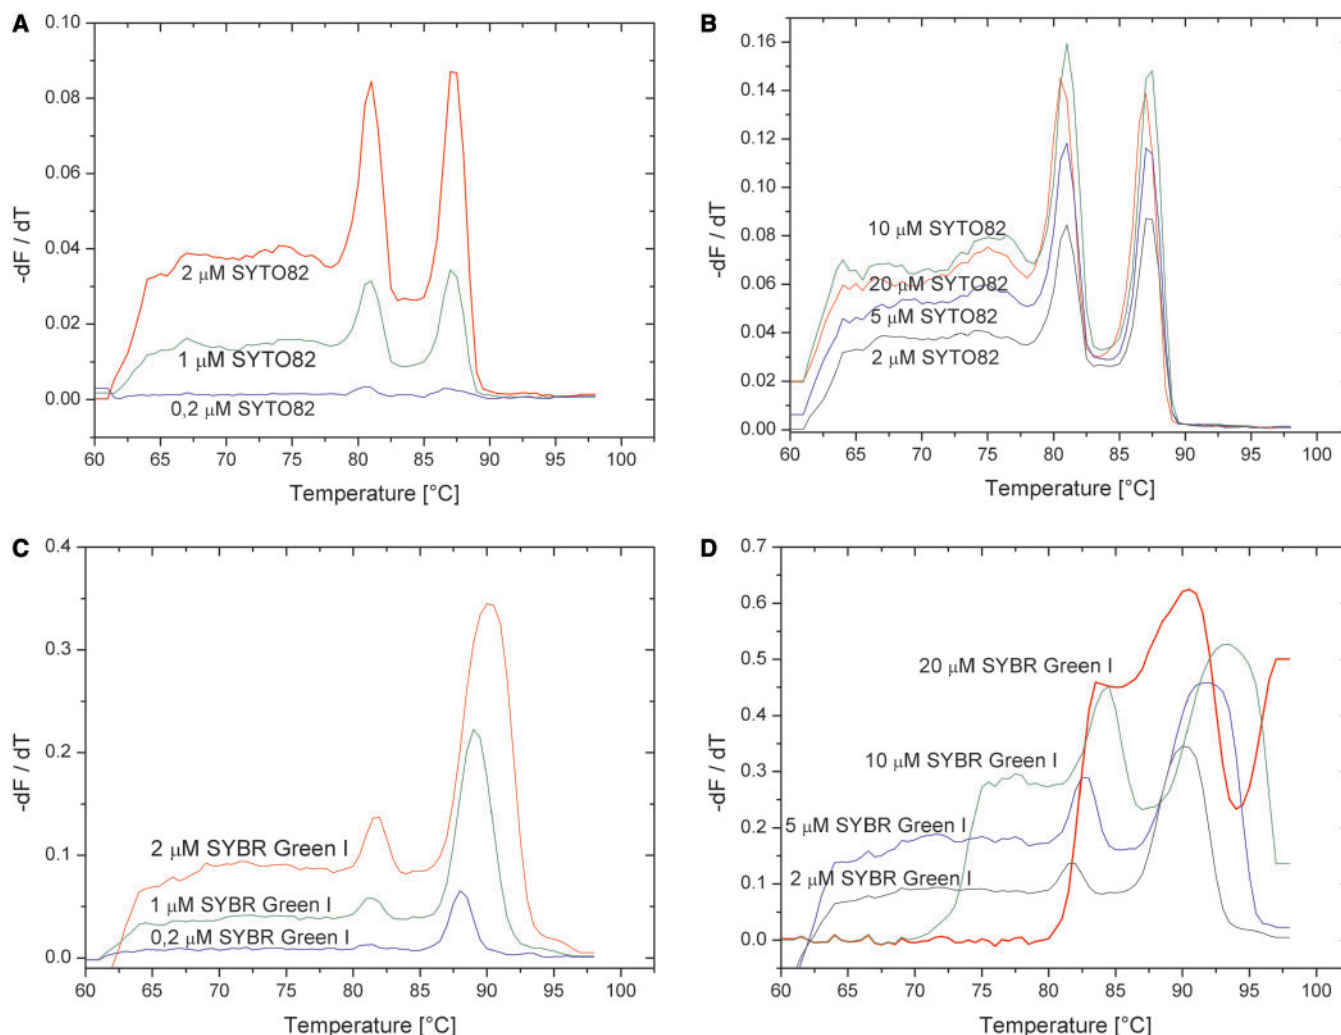 A
0.10
0.08
0.06
0.04
0.02
0.00
-dF / dT
2 μM SYTO82
1 μM SYTO82
0,2 μM SYTO82
60 65 70 75 80 85 90 95 100
Temperature [°C]
B
0.16
0.14
0.12
0.10
0.08
0.06
0.04
0.02
0.00
-dF / dT
10 μM SYTO82
20 μM SYTO82
5 μM SYTO82
2 μM SYTO82
60 65 70 75 80 85 90 95 100
Temperature [°C]
C
0.4
0.3
0.2
0.1
0.0
-dF / dT
2 μM SYBR Green I
1 μM SYBR Green I
0,2 μM SYBR Green I
60 65 70 75 80 85 90 95 100
Temperature [°C]
D
0.7
0.6
0.5
0.4
0.3
0.2
0.1
0.0
-dF / dT
20 μM SYBR Green I
10 μM SYBR Green I
5 μM SYBR Green I
2 μM SYBR Green I
60 65 70 75 80 85 90 95 100
Temperature [°C]